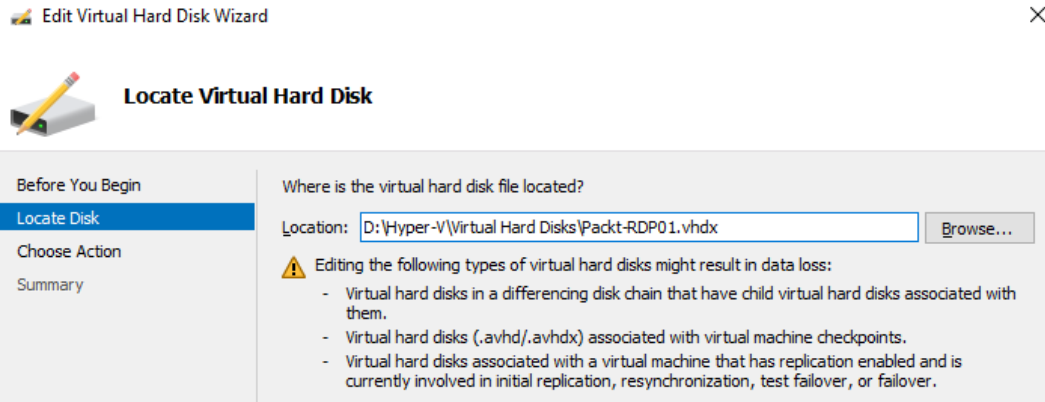 Edit Virtual Hard Disk Wizard
Locate Virtual Hard Disk
Before You Begin
Locate Disk
Choose Action
Summary
Where is the virtual hard disk file located?
Location: D:\Hyper-V\Virtual Hard Disks\Packt-RDP01.vhdx Browse...
Editing the following types of virtual hard disks might result in data loss:
- Virtual hard disks in a differencing disk chain that have child virtual hard disks associated with
them.
- Virtual hard disks (.avhd/.avhdx) associated with virtual machine checkpoints.
- Virtual hard disks associated with a virtual machine that has replication enabled and is
currently involved in initial replication, resynchronization, test failover, or failover.